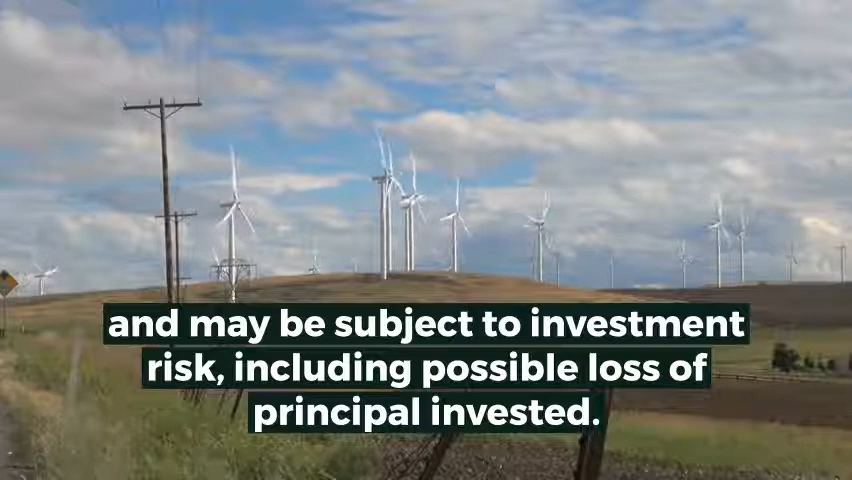 and may be subject to investment
risk, including possible loss of
principal invested.